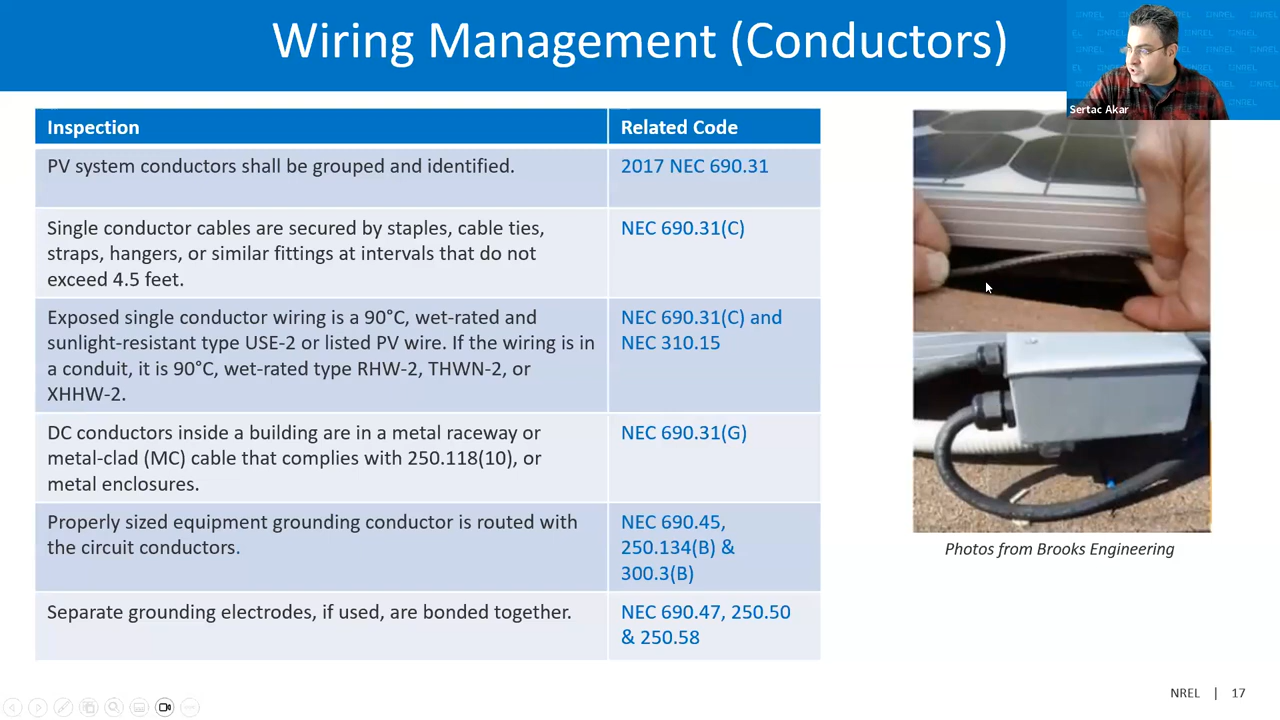 Wiring Management (Conductors)
Sertac Akar
Inspection
Related Code
PV system conductors shall be grouped and identified.
2017 NEC 690.31
Single conductor cables are secured by staples, cable ties,
straps, hangers, or similar fittings at intervals that do not
exceed 4.5 feet.
NEC 690.31(C)
Exposed single conductor wiring is a 90°C, wet-rated and
sunlight-resistant type USE-2 or listed PV wire. If the wiring is in
a conduit, it is 90°C, wet-rated type RHW-2, THWN-2, or
XHHW-2.
NEC 690.31(C) and
NEC 310.15
DC conductors inside a building are in a metal raceway or
metal-clad (MC) cable that complies with 250.118(10), or
metal enclosures.
NEC 690.31(G)
Properly sized equipment grounding conductor is routed with
the circuit conductors.
NEC 690.45,
250.134(B) &
300.3(B)
Separate grounding electrodes, if used, are bonded together.
NEC 690.47, 250.50
& 250.58
Photos from Brooks Engineering
NREL | 17